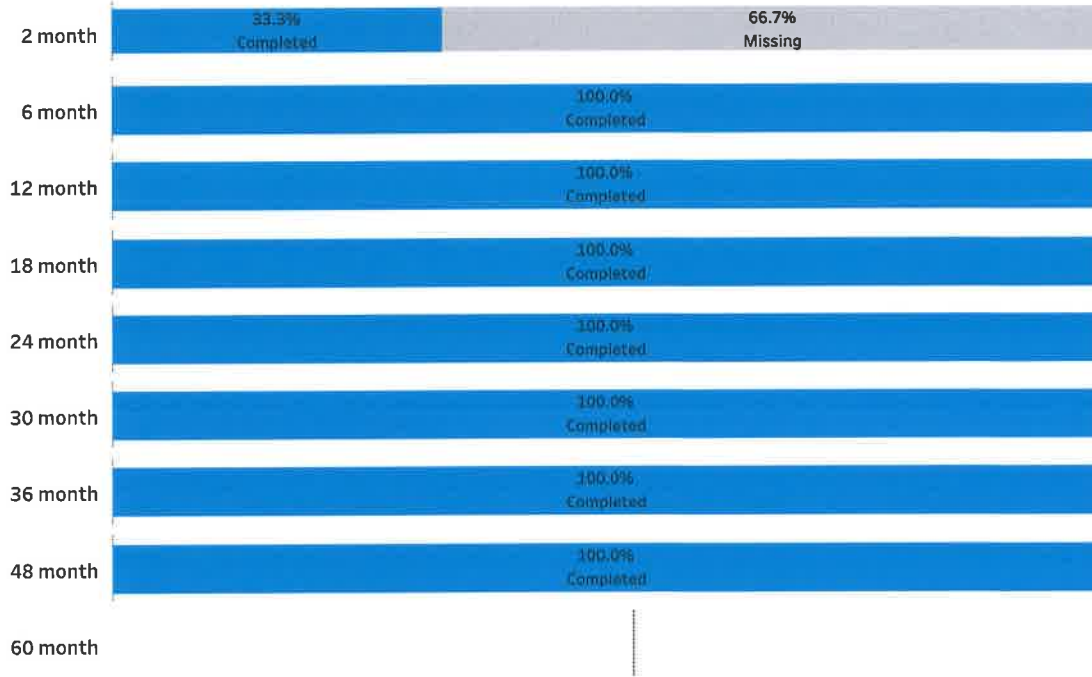 2 month
33.3%
Completed
66.7%
Missing
6 month
100.0%
Completed
12 month
100.0%
Completed
18 month
100.0%
Completed
24 month
100.0%
Completed
30 month
100.0%
Completed
36 month
100.0%
Completed
48 month
100.0%
Completed
60 month